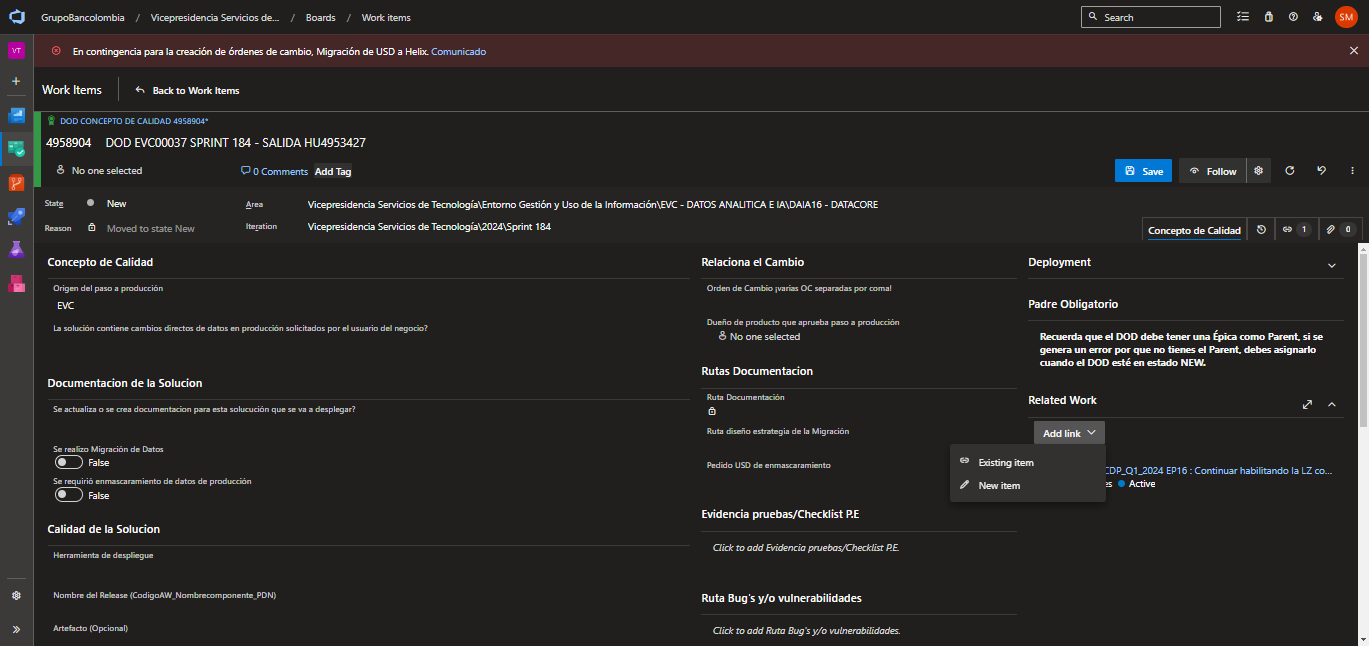 GrupoBancolombia / Vicepresidencia Servicios de... / Boards / Work items
Search
SM
VT
En contingencia para la creación de órdenes de cambio, Migración de USD a Helix. Comunicado
Work Items
Back to Work Items
DOD CONCEPTO DE CALIDAD 4958904*
4958904 DOD EVC00037 SPRINT 184 - SALIDA HU4953427
No one selected
0 Comments
Add Tag
Save
Follow
State
New
Area
Vicepresidencia Servicios de Tecnología\Entorno Gestión y Uso de la Información\EVC - DATOS ANALITICA E IA\DAIA16 - DATACORE
Reason
Moved to state New
Iteration
Vicepresidencia Servicios de Tecnología\2024\Sprint 184
Concepto de Calidad
1
0
Concepto de Calidad
Origen del paso a producción
EVC
La solución contiene cambios directos de datos en producción solicitados por el usuario del negocio?
Documentacion de la Solucion
Se actualiza o se crea documentacion para esta solucución que se va a desplegar?
Se realizo Migración de Datos
False
Se requirió enmascaramiento de datos de producción
False
Calidad de la Solucion
Herramienta de despliegue
Nombre del Release (CodigoAW_Nombrecomponente_PDN)
Artefacto (Opcional)
Relaciona el Cambio
Orden de Cambio ¡varias OC separadas por coma!
Dueño de producto que aprueba paso a producción
No one selected
Rutas Documentacion
Ruta Documentación
Ruta diseño estrategia de la Migración
Pedido USD de enmascaramiento
Evidencia pruebas/Checklist P.E
Click to add Evidencia pruebas/Checklist P.E.
Ruta Bug's y/o vulnerabilidades
Click to add Ruta Bug's y/o vulnerabilidades.
Deployment
Padre Obligatorio
Recuerda que el DOD debe tener una Épica como Parent, si se
genera un error por que no tienes el Parent, debes asignarlo
cuando el DOD esté en estado NEW.
Related Work
Add link
Existing item
New item
CDP_Q1_2024 EP16 : Continuar habilitando la LZ co...
es
Active